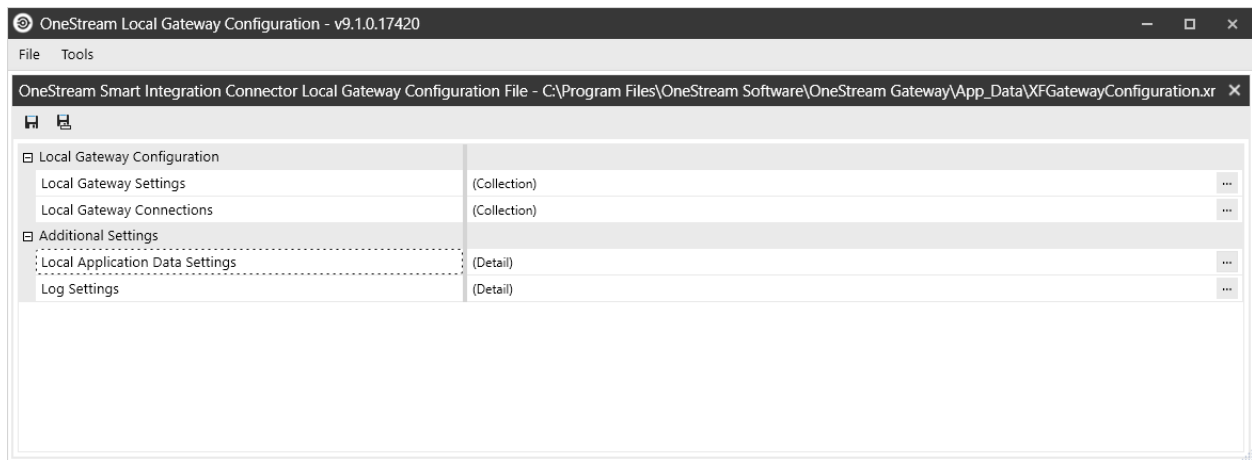 OneStream Local Gateway Configuration - v9.1.0.17420
File Tools
OneStream Smart Integration Connector Local Gateway Configuration File - C:\Program Files\OneStream Software\OneStream Gateway\App_Data\XFGatewayConfiguration.xr
Local Gateway Configuration
Local Gateway Settings (Collection) ...
Local Gateway Connections (Collection) ...
Additional Settings
Local Application Data Settings (Detail) ...
Log Settings (Detail) ...